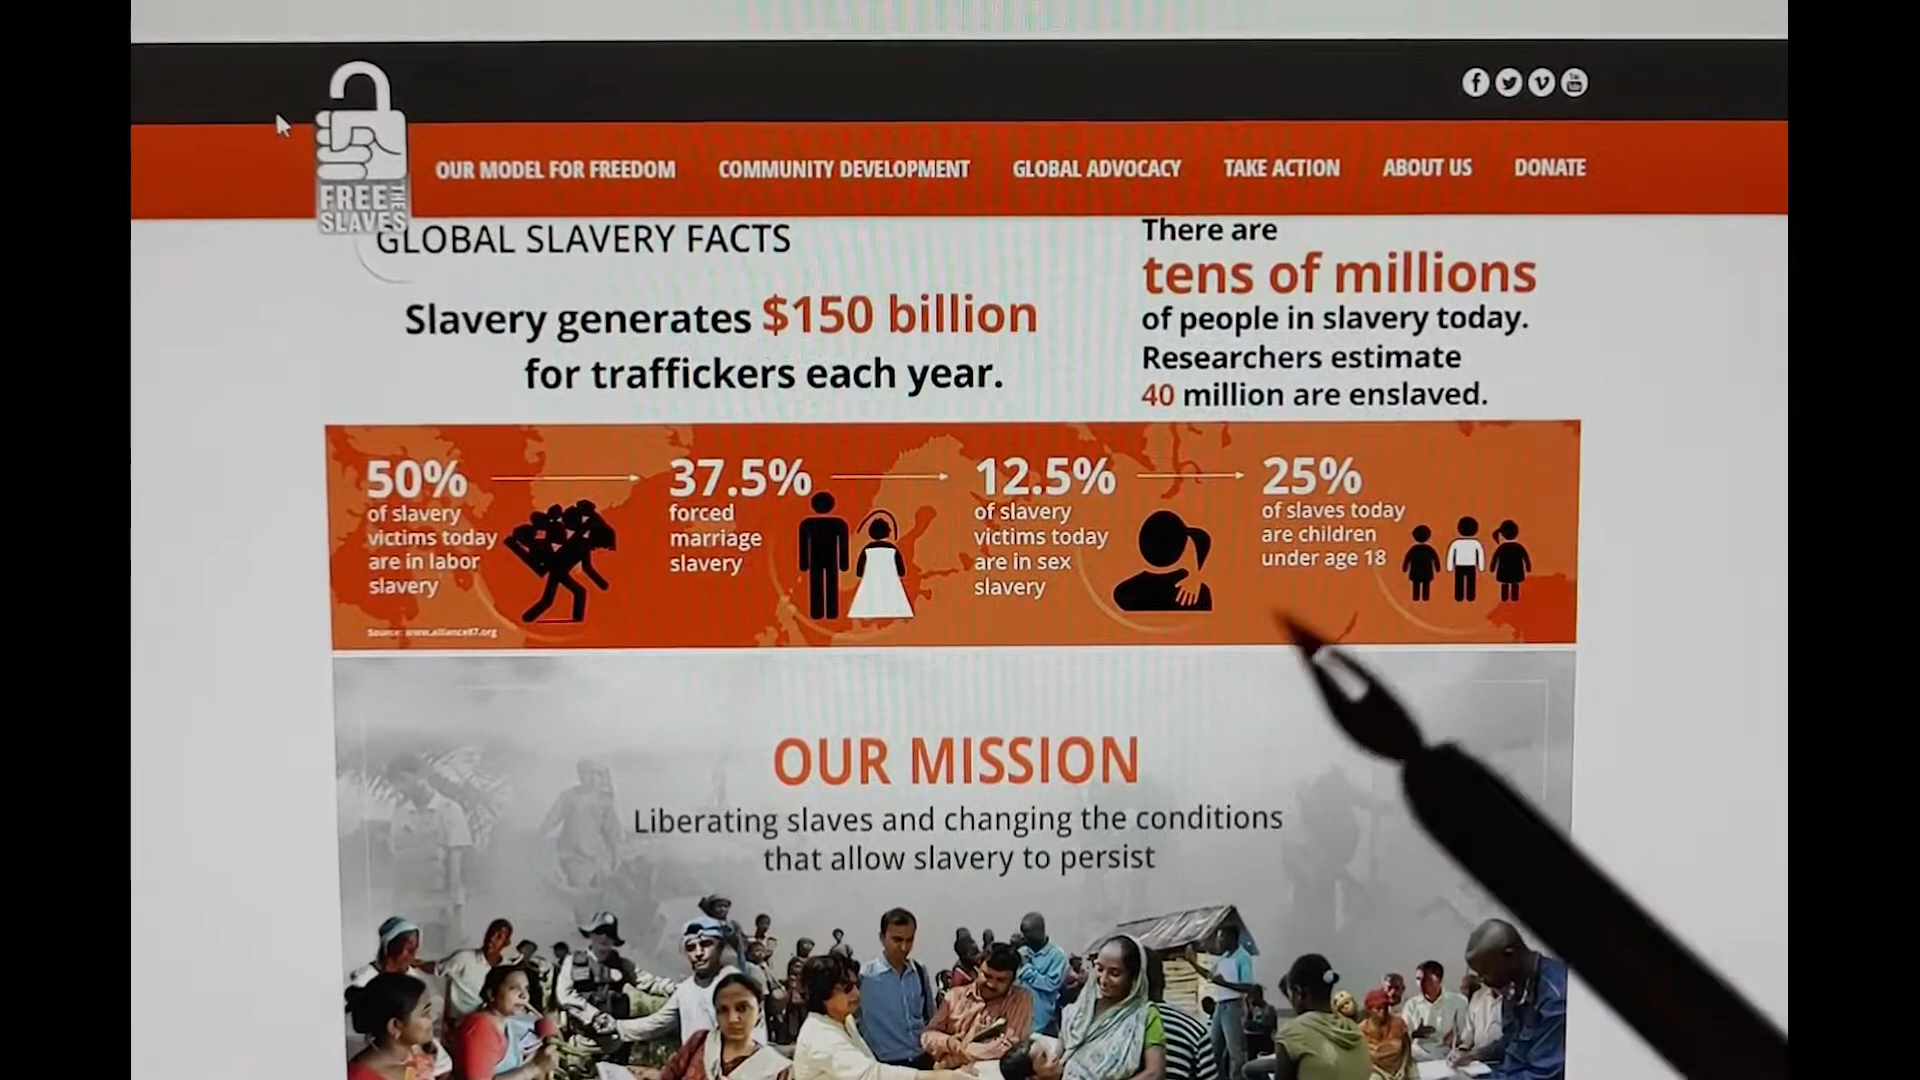 FREE THE
SLAVES
OUR MODEL FOR FREEDOM
COMMUNITY DEVELOPMENT
GLOBAL ADVOCACY
TAKE ACTION
ABOUT US
DONATE
GLOBAL SLAVERY FACTS
Slavery generates $150 billion
for traffickers each year.
There are
tens of millions
of people in slavery today.
Researchers estimate
40 million are enslaved.
50%
of slavery
victims today
are in labor
slavery
Source: www.alliance87.org
37.5%
forced
marriage
slavery
12.5%
of slavery
victims today
are in sex
slavery
25%
of slaves today
are children
under age 18
OUR MISSION
Liberating slaves and changing the conditions
that allow slavery to persist